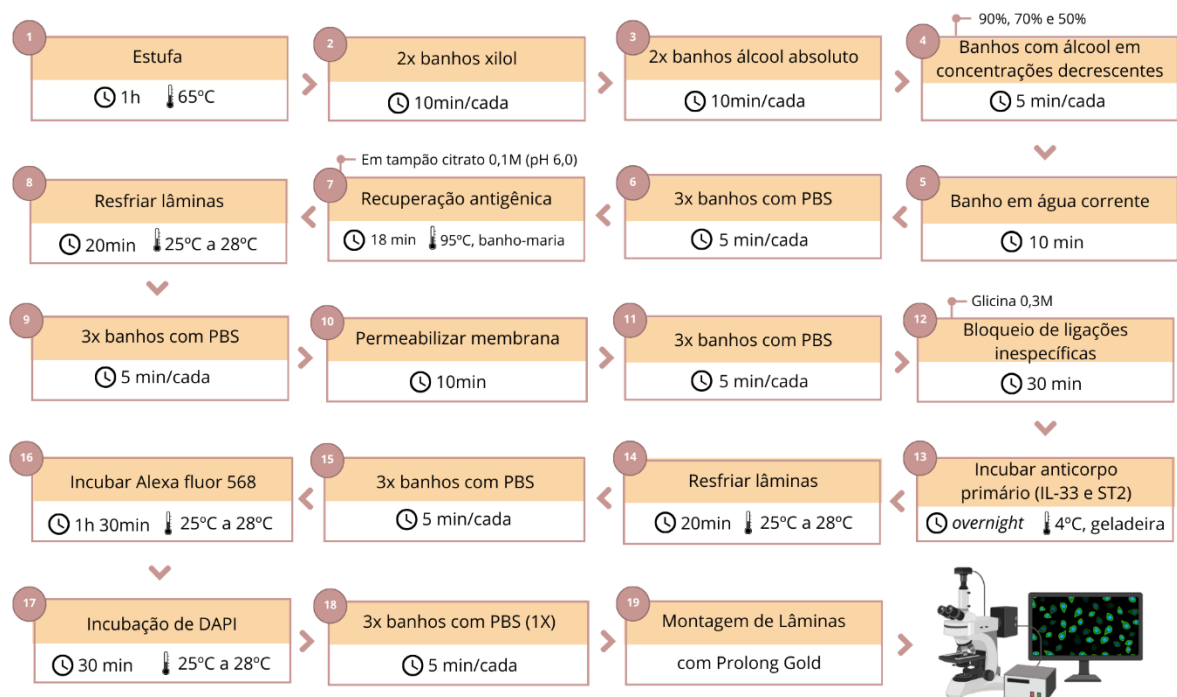 1
Estufa
1h 65ºC
2
2x banhos xilol
10min/cada
3
2x banhos álcool absoluto
10min/cada
90%, 70% e 50%
4
Banhos com álcool em
concentrações decrescentes
5 min/cada
5
Banho em água corrente
10 min
6
3x banhos com PBS
5 min/cada
Em tampão citrato 0,1M (pH 6,0)
7
Recuperação antigênica
18 min 95ºC, banho-maria
8
Resfriar lâminas
20min 25ºC a 28ºC
9
3x banhos com PBS
5 min/cada
10
Permeabilizar membrana
10min
11
3x banhos com PBS
5 min/cada
Glicina 0,3M
12
Bloqueio de ligações
inespecíficas
30 min
13
Incubar anticorpo
primário (IL-33 e ST2)
overnight 4ºC, geladeira
14
Resfriar lâminas
20min 25ºC a 28ºC
15
3x banhos com PBS
5 min/cada
16
Incubar Alexa fluor 568
1h 30min 25ºC a 28ºC
17
Incubação de DAPI
30 min 25ºC a 28ºC
18
3x banhos com PBS (1X)
5 min/cada
19
Montagem de Lâminas
com Prolong Gold